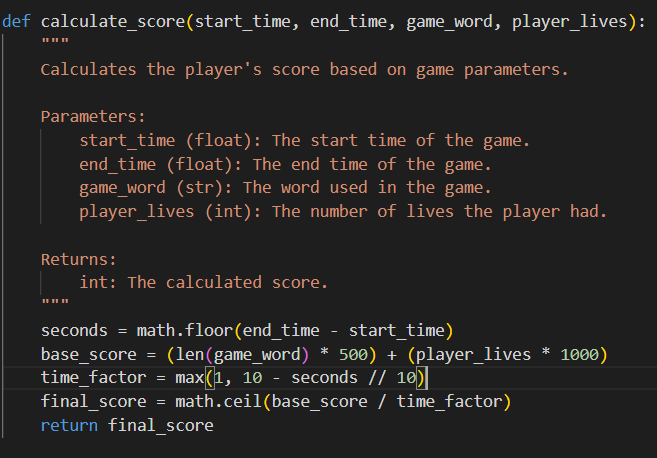 def calculate_score(start_time, end_time, game_word, player_lives):
"""
Calculates the player's score based on game parameters.
Parameters:
start_time (float): The start time of the game.
end_time (float): The end time of the game.
game_word (str): The word used in the game.
player_lives (int): The number of lives the player had.
Returns:
int: The calculated score.
"""
seconds = math.floor(end_time - start_time)
base_score = (len(game_word) * 500) + (player_lives * 1000)
time_factor = max(1, 10 - seconds // 10)
final_score = math.ceil(base_score / time_factor)
return final_score